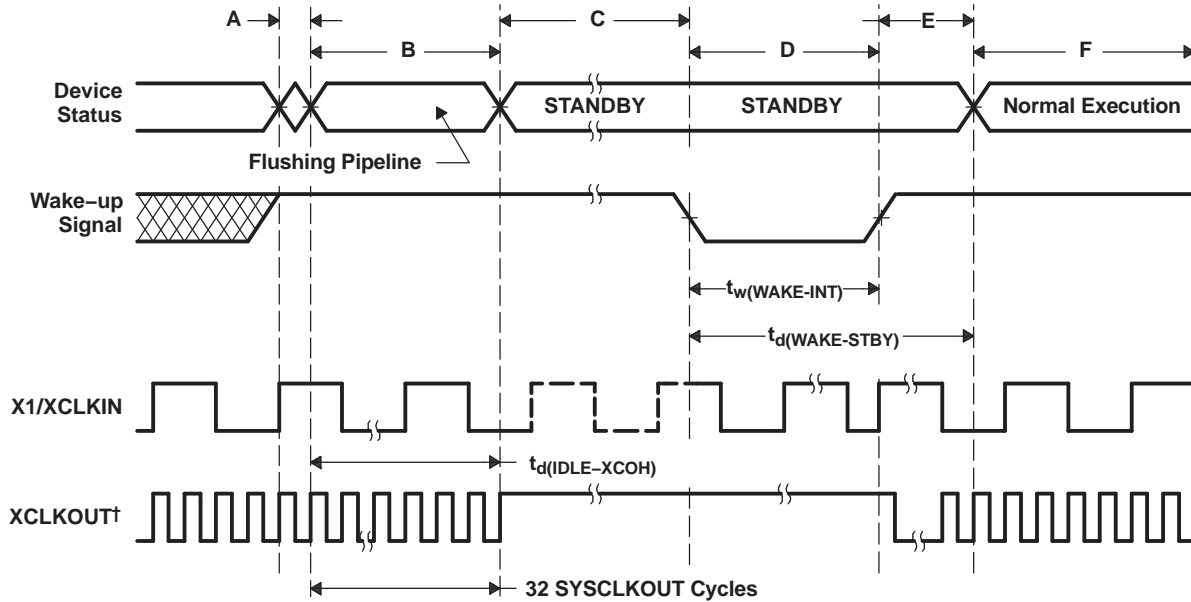 A
C
E
B
D
F
Device
Status
STANDBY
STANDBY
Normal Execution
Flushing Pipeline
Wake−up
Signal
tw(WAKE-INT)
td(WAKE-STBY)
X1/XCLKIN
td(IDLE−XCOH)
XCLKOUT†
32 SYSCLKOUT Cycles